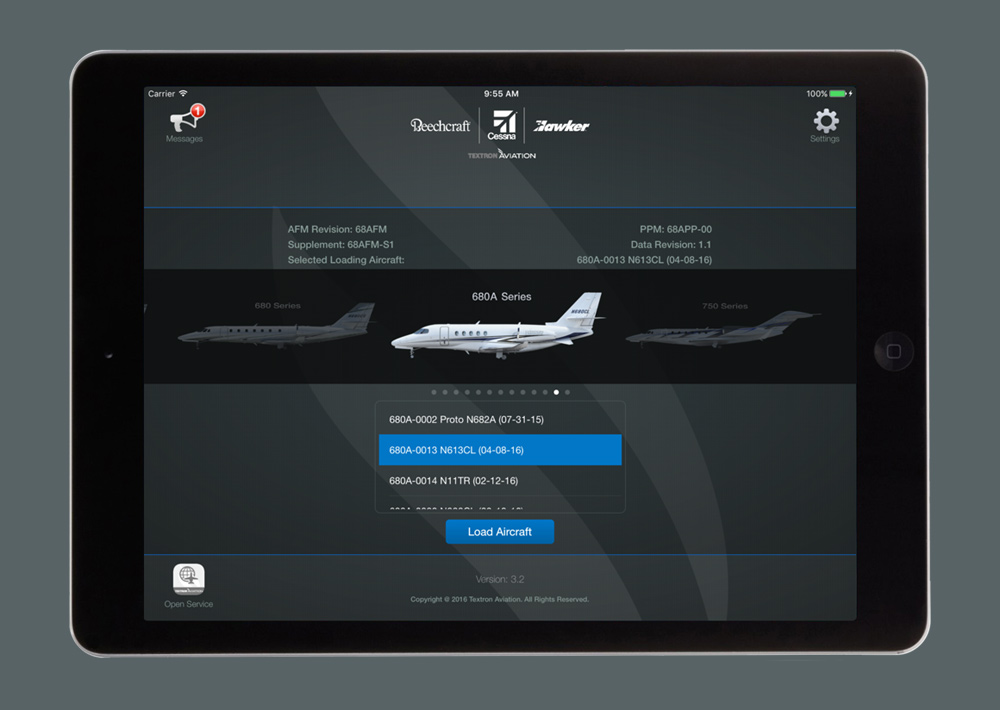 Carrier
9:55 AM
100%
1
Messages
Beechcraft
Cessna
Hawker
TEXTRON AVIATION
Settings
AFM Revision: 68AFM
PPM: 68APP-00
Supplement: 68AFM-S1
Data Revision: 1.1
Selected Loading Aircraft:
680A-0013 N613CL (04-08-16)
680 Series
680A Series
750 Series
680A-0002 Proto N682A (07-31-15)
680A-0013 N613CL (04-08-16)
680A-0014 N11TR (02-12-16)
Load Aircraft
Open Service
Version: 3.2
Copyright © 2016 Textron Aviation. All Rights Reserved.